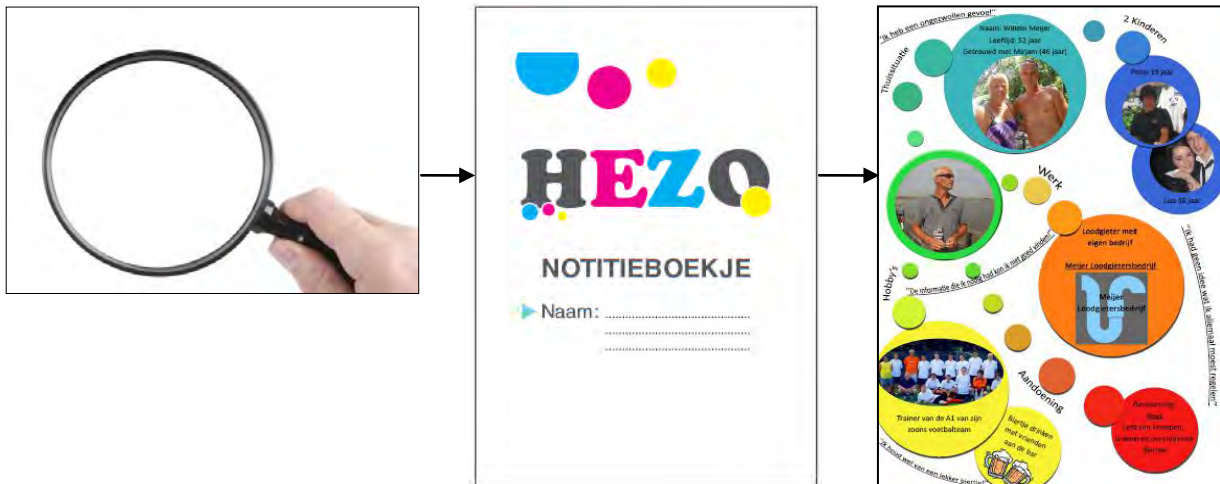 HEZO
NOTITIEBOEKJE
Naam:
"Ik heb een ongezwollen gevoel"
Thuissituatie
Naam: Willem Meijer
Leeftijd: 52 jaar
Getrouwd met Mirjam (46 jaar)
2 Kinderen
Peter 19 jaar
jaar
Werk
Loodgieter met
eigen bedrijf
Meijer Loodgietersbedrijf
Meijer
Loodgietersbedrijf
"De informatie die ik nodig had kon ik niet goed vinden"
"Ik had geen idee wat ik allemaal moest regelen"
Hobby's
Trainer van de A1 van zijn
zoons voetbalteam
Biertje drinken
met vrienden
aan de bar
"Ik houd wel van een lekker biertje!"
Aandoening
Aandoening: